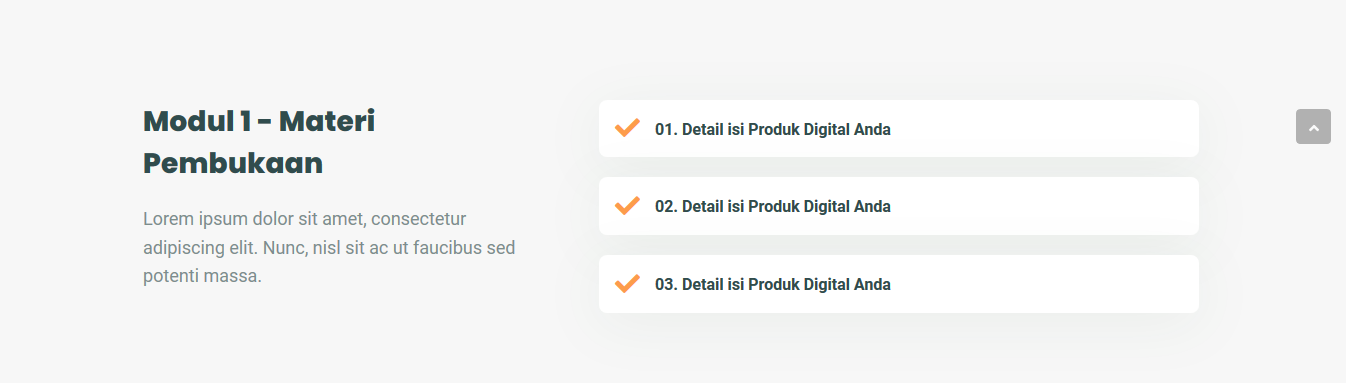 Modul 1 - Materi
Pembukaan
Lorem ipsum dolor sit amet, consectetur
adipiscing elit. Nunc, nisl sit ac ut faucibus sed
potenti massa.
01. Detail isi Produk Digital Anda
02. Detail isi Produk Digital Anda
03. Detail isi Produk Digital Anda